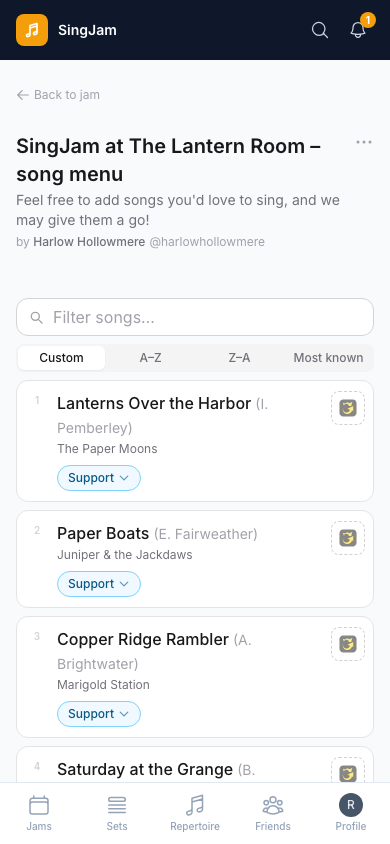 SingJam
1
Back to jam
SingJam at The Lantern Room –
song menu
Feel free to add songs you'd love to sing, and we
may give them a go!
by Harlow Hollowmere @harlowhollowmere
Filter songs...
Custom A–Z Z–A Most known
1 Lanterns Over the Harbor (I.
Pemberley)
The Paper Moons
Support
2 Paper Boats (E. Fairweather)
Juniper & the Jackdaws
Support
3 Copper Ridge Rambler (A.
Brightwater)
Marigold Station
Support
4 Saturday at the Grange (B.
R
Jams Sets Repertoire Friends Profile